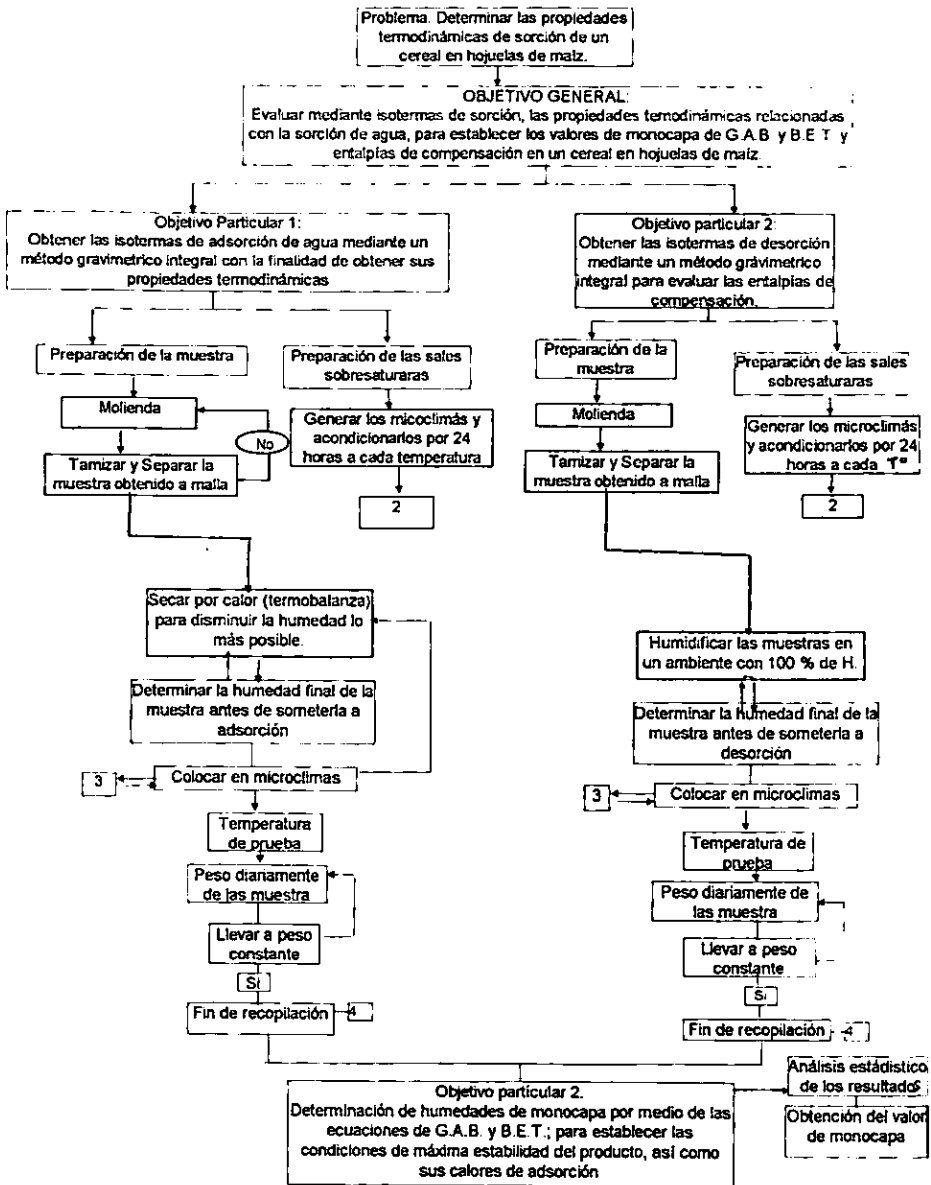 Problema. Determinar las propiedades
termodinámicas de sorción de un
cereal en hojuelas de maíz.
OBJETIVO GENERAL:
Evaluar mediante isotermas de sorción, las propiedades termodinámicas relacionadas
con la sorción de agua, para establecer los valores de monocapa de G.A.B y B.E T y
entalpías de compensación en un cereal en hojuelas de maíz.
Objetivo Particular 1:
Obtener las isotermas de adsorción de agua mediante un
método gravimetrico integral con la finalidad de obtener sus
propiedades termodinámicas
Preparación de la muestra
Molienda
No
Tamizar y Separar la
muestra obtenido a malla
Preparación de las sales
sobresaturaras
Generar los micoclimás y
acondicionarlos por 24
horas a cada temperatura
2
Secar por calor (termobalanza)
para disminuir la humedad lo
más posible.
Determinar la humedad final de la
muestra antes de someterla a
adsorción
3
Colocar en microclimas
Temperatura
de prueba
Peso diariamente
de las muestra
Llevar a peso
constante
Si
Fin de recopilación
4
Objetivo particular 2:
Obtener las isotermas de desorción
mediante un método grávimetrico
integral para evaluar las entalpías de
compensación.
Preparación de la
muestra
Molienda
Tamizar y Separar la
muestra obtenido a malla
Preparación de las sales
sobresaturaras
Generar los microclimás
y acondicionarlos por 24
horas a cada "T"
2
Humidificar las muestras en
un ambiente con 100 % de H.
Determinar la humedad final de la
muestra antes de someterla a
desorción
3
Colocar en microclimas
Temperatura de
prueba
Peso diariamente de
las muestra
Llevar a peso
constante
Si
Fin de recopilación
4
Objetivo particular 2.
Determinación de humedades de monocapa por medio de las
ecuaciones de G.A.B. y B.E.T.; para establecer las
condiciones de máxima estabilidad del producto, así como
sus calores de adsorción
Análisis estádistico
de los resultados
Obtención del valor
de monocapa